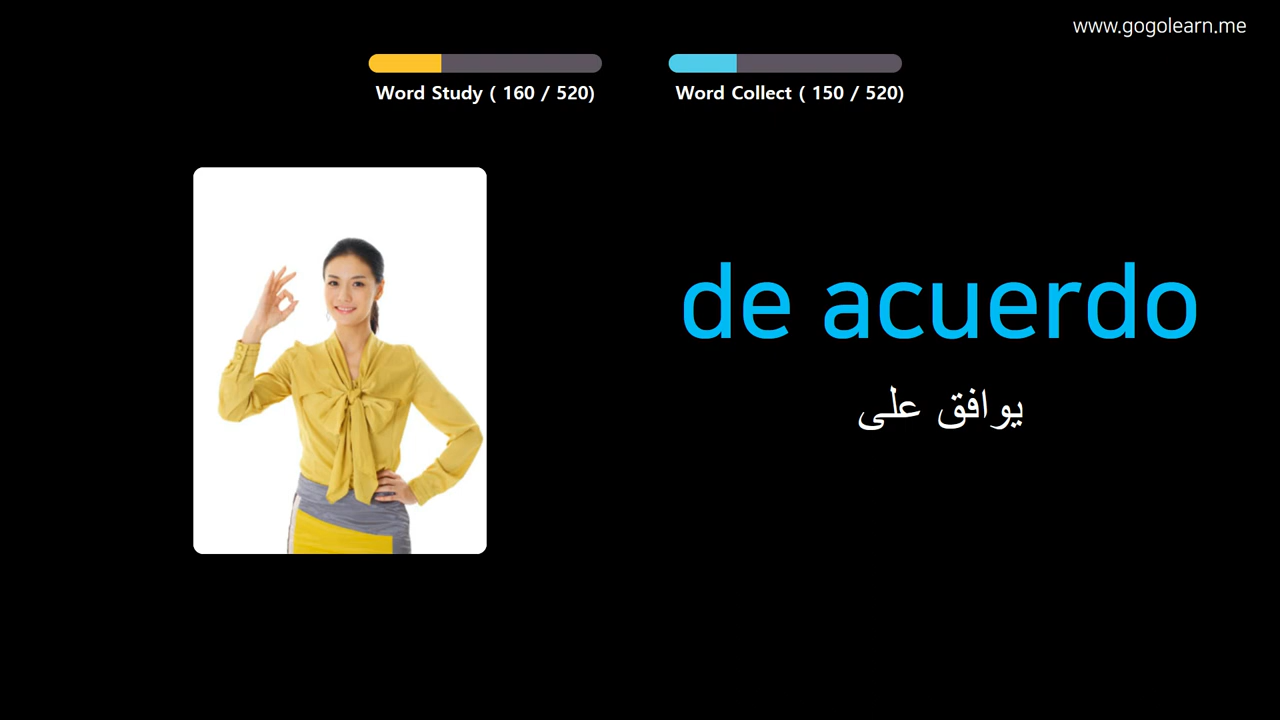 www.gogolearn.me
Word Study ( 160 / 520)
Word Collect ( 150 / 520)
de acuerdo
يوافق على